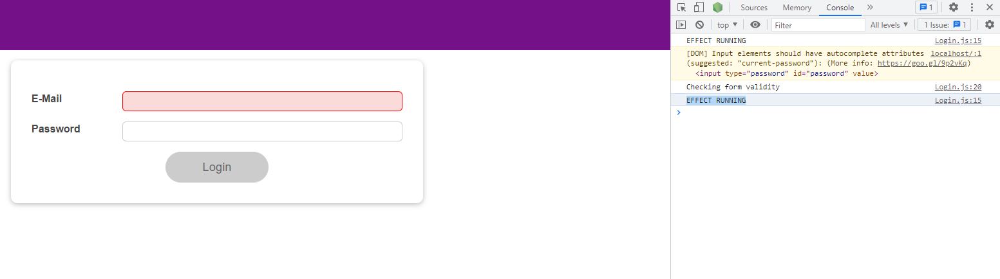 E-Mail
Password
Login
Sources Memory Console 1
top Filter All levels 1 Issue: 1
EFFECT RUNNING Login.js:15
[DOM] Input elements should have autocomplete attributes localhost/:1
(suggested: "current-password"): (More info: https://goo.gl/9p2vKq)
<input type="password" id="password" value>
Checking form validity Login.js:20
EFFECT RUNNING Login.js:15